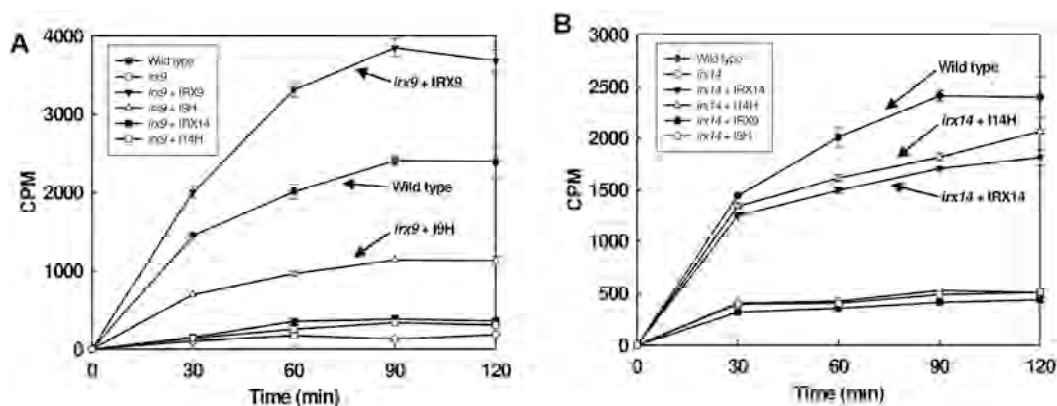 A
4000
3000
2000
1000
0
CPM
Wild type
irx9
irx9 + IRX9
irx9 + I9H
irx9 + IRX14
irx9 + I14H
irx9 + IRX9
Wild type
irx9 + I9H
0 30 60 90 120
Time (min)
B
3000
2500
2000
1500
1000
500
0
CPM
Wild type
irx14
irx14 + IRX14
irx14 + I14H
irx14 + IRX9
irx14 + I9H
Wild type
irx14 + I14H
irx14 + IRX14
0 30 60 90 120
Time (min)